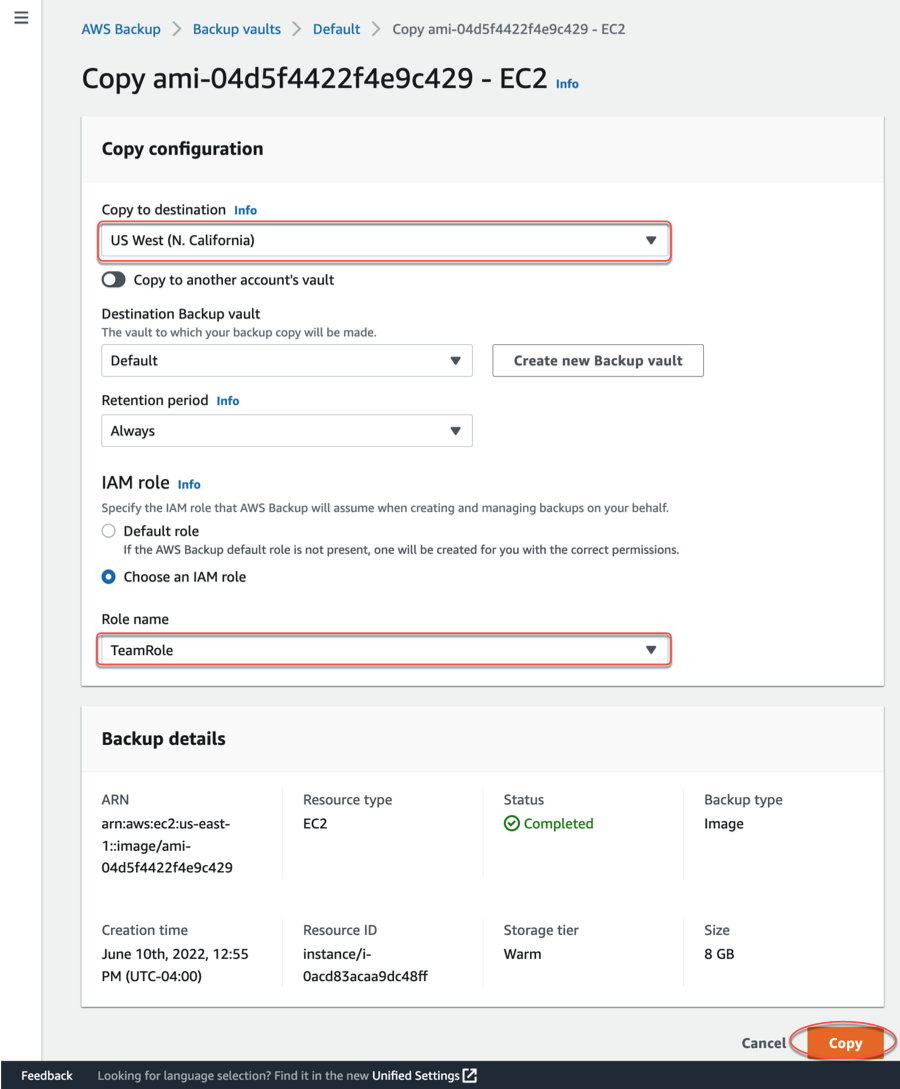 AWS Backup > Backup vaults > Default > Copy ami-04d5f4422f4e9c429 - EC2
Copy ami-04d5f4422f4e9c429 - EC2 Info
Copy configuration
Copy to destination Info
US West (N. California)
Copy to another account's vault
Destination Backup vault
The vault to which your backup copy will be made.
Default
Create new Backup vault
Retention period Info
Always
IAM role Info
Specify the IAM role that AWS Backup will assume when creating and managing backups on your behalf.
Default role
If the AWS Backup default role is not present, one will be created for you with the correct permissions.
Choose an IAM role
Role name
TeamRole
Backup details
ARN
arn:aws:ec2:us-east-
1::image/ami-
04d5f4422f4e9c429
Resource type
EC2
Status
Completed
Backup type
Image
Creation time
June 10th, 2022, 12:55
PM (UTC-04:00)
Resource ID
instance/i-
0acd83acaa9dc48ff
Storage tier
Warm
Size
8 GB
Cancel
Copy
Feedback
Looking for language selection? Find it in the new Unified Settings